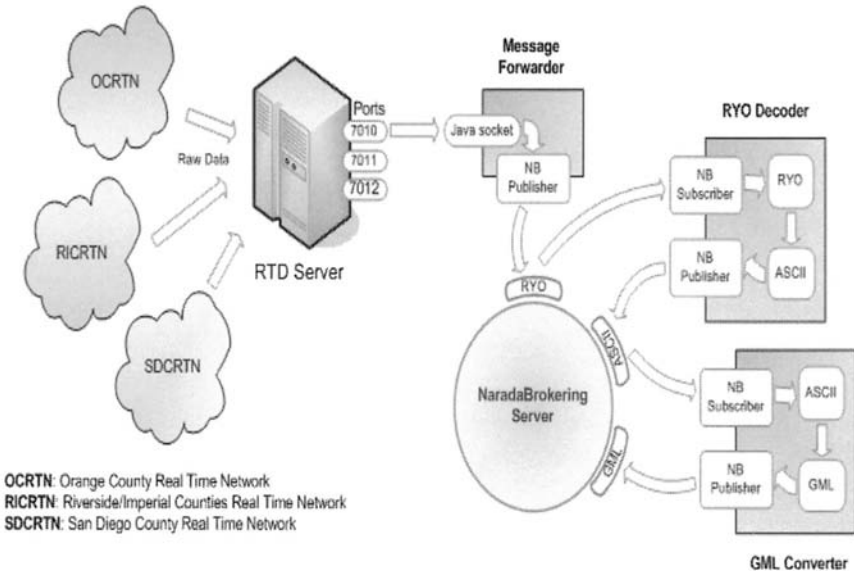 OCRTN
Raw Data
RICRTN
SDCRTN
Ports
7010
7011
7012
RTD Server
Message
Forwarder
Java socket
NB
Publisher
RYO Decoder
NB
Subscriber
RYO
NB
Publisher
ASCII
RYO
ASCII
GML
NaradaBrokering
Server
NB
Subscriber
ASCII
NB
Publisher
GML
GML Converter
OCRTN: Orange County Real Time Network
RICRTN: Riverside/Imperial Counties Real Time Network
SDCRTN: San Diego County Real Time Network